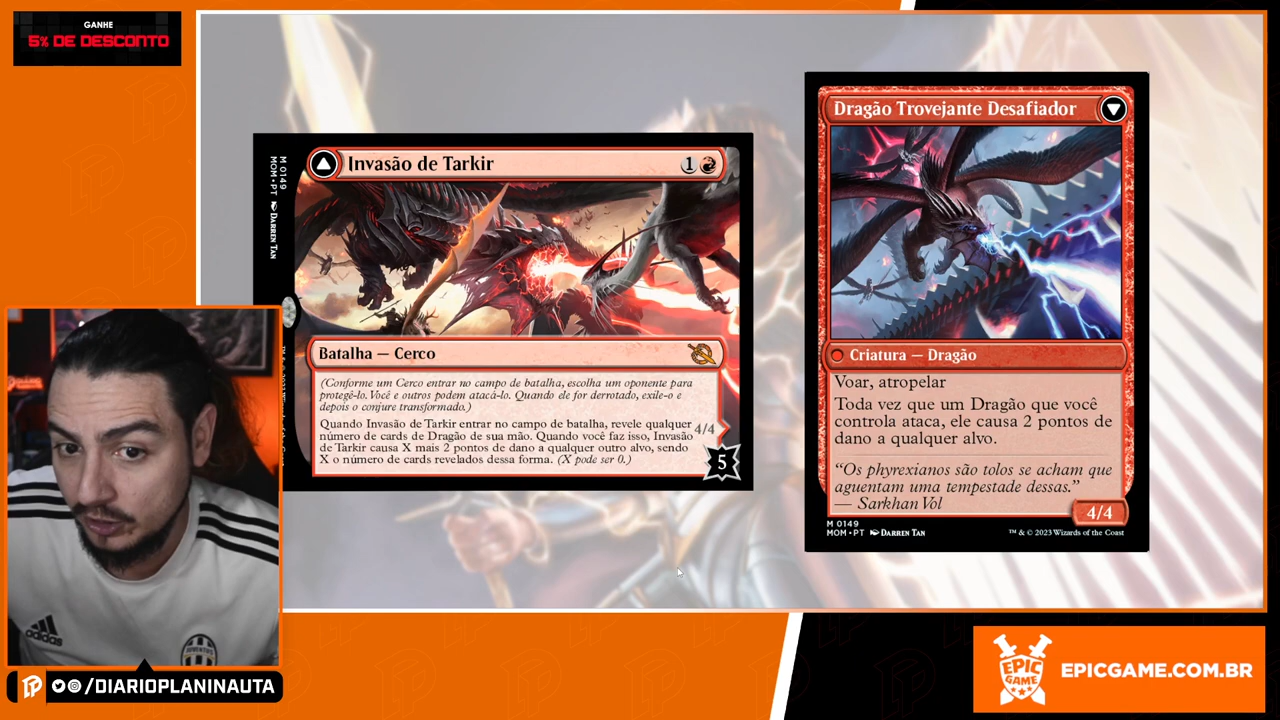 GANHE
5% DE DESCONTO
M 0149
MOM • PT DARREN TAN
Invasão de Tarkir
1
Batalha — Cerco
(Conforme um Cerco entrar no campo de batalha, escolha um oponente para
protegê-lo. Você e outros podem atacá-lo. Quando ele for derrotado, exile-o e
depois o conjure transformado.)
Quando Invasão de Tarkir entrar no campo de batalha, revele qualquer
número de cards de Dragão de sua mão. Quando você faz isso, Invasão
de Tarkir causa X mais 2 pontos de dano a qualquer outro alvo, sendo
X o número de cards revelados dessa forma. (X pode ser 0.)
4/4
5
Dragão Trovejante Desafiador
Criatura — Dragão
Voar, atropelar
Toda vez que um Dragão que você
controla ataca, ele causa 2 pontos de
dano a qualquer alvo.
“Os phyrexianos são tolos se acham que
aguentam uma tempestade dessas.”
— Sarkhan Vol
4/4
M 0149
MOM • PT DARREN TAN
™ & © 2023 Wizards of the Coast
adidas
JUVENTUS
/DIARIOPLANINAUTA
EPIC
GAME
EPICGAME.COM.BR